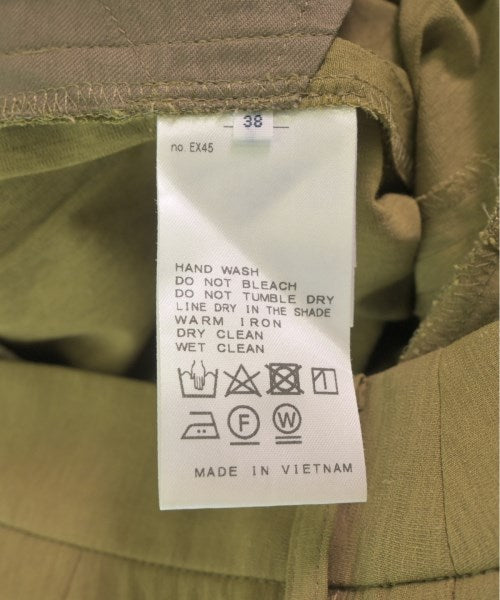 38
no. EX45
HAND WASH
DO NOT BLEACH
DO NOT TUMBLE DRY
LINE DRY IN THE SHADE
WARM IRON
DRY CLEAN
WET CLEAN
F W
MADE IN VIETNAM